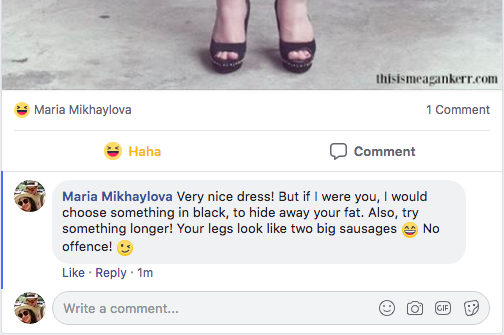 thisismeagankerr.com
Maria Mikhaylova 1 Comment
Haha Comment
Maria Mikhaylova Very nice dress! But if I were you, I would
choose something in black, to hide away your fat. Also, try
something longer! Your legs look like two big sausages 😄 No
offence! 😉
Like · Reply · 1m
Write a comment... GIF